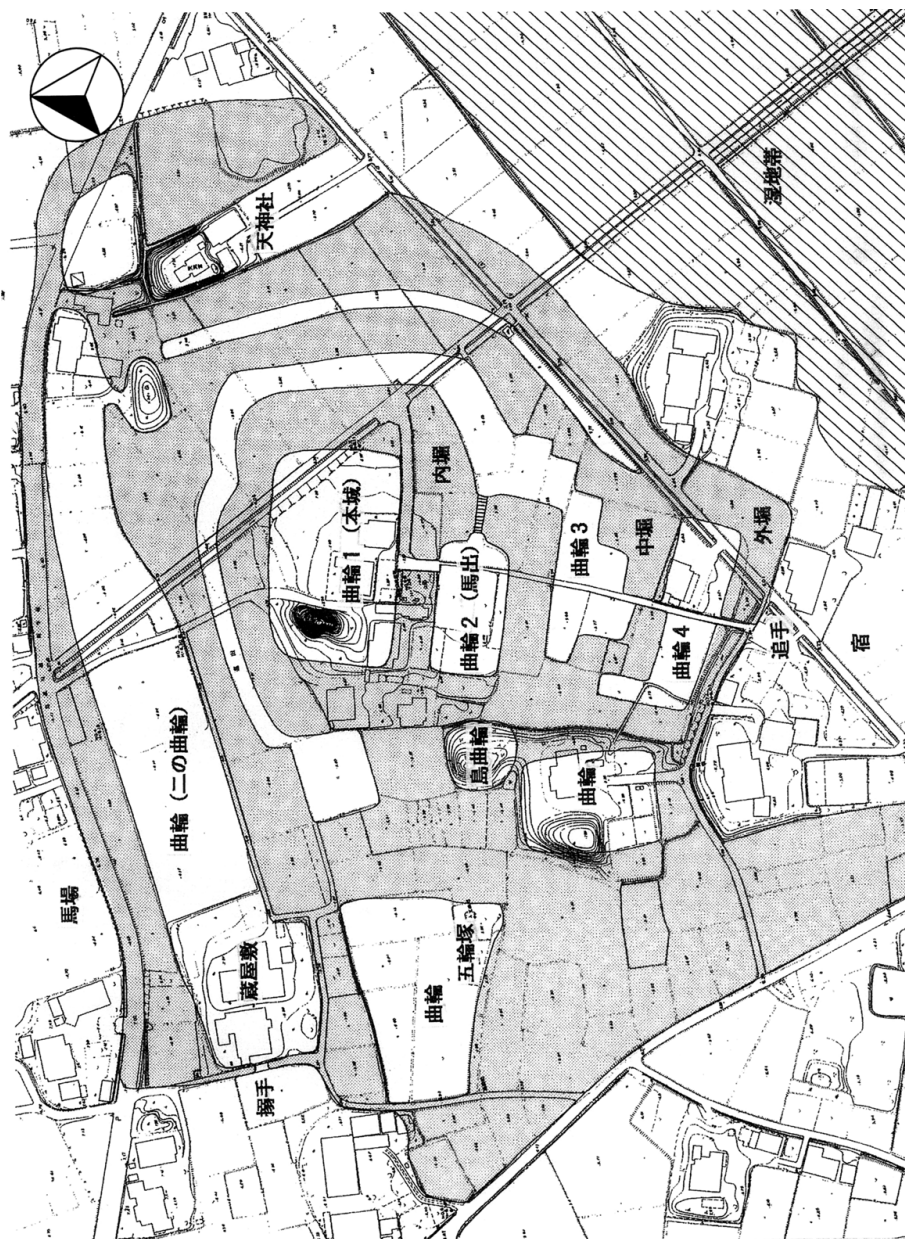 天神社
湿地帯
内堀
曲輪1(本城)
曲輪2(馬出)
曲輪3
中堀
外堀
曲輪4
追手
宿
曲輪(二の曲輪)
島曲輪
曲輪
馬場
蔵屋敷
五輪塚
曲輪
搦手